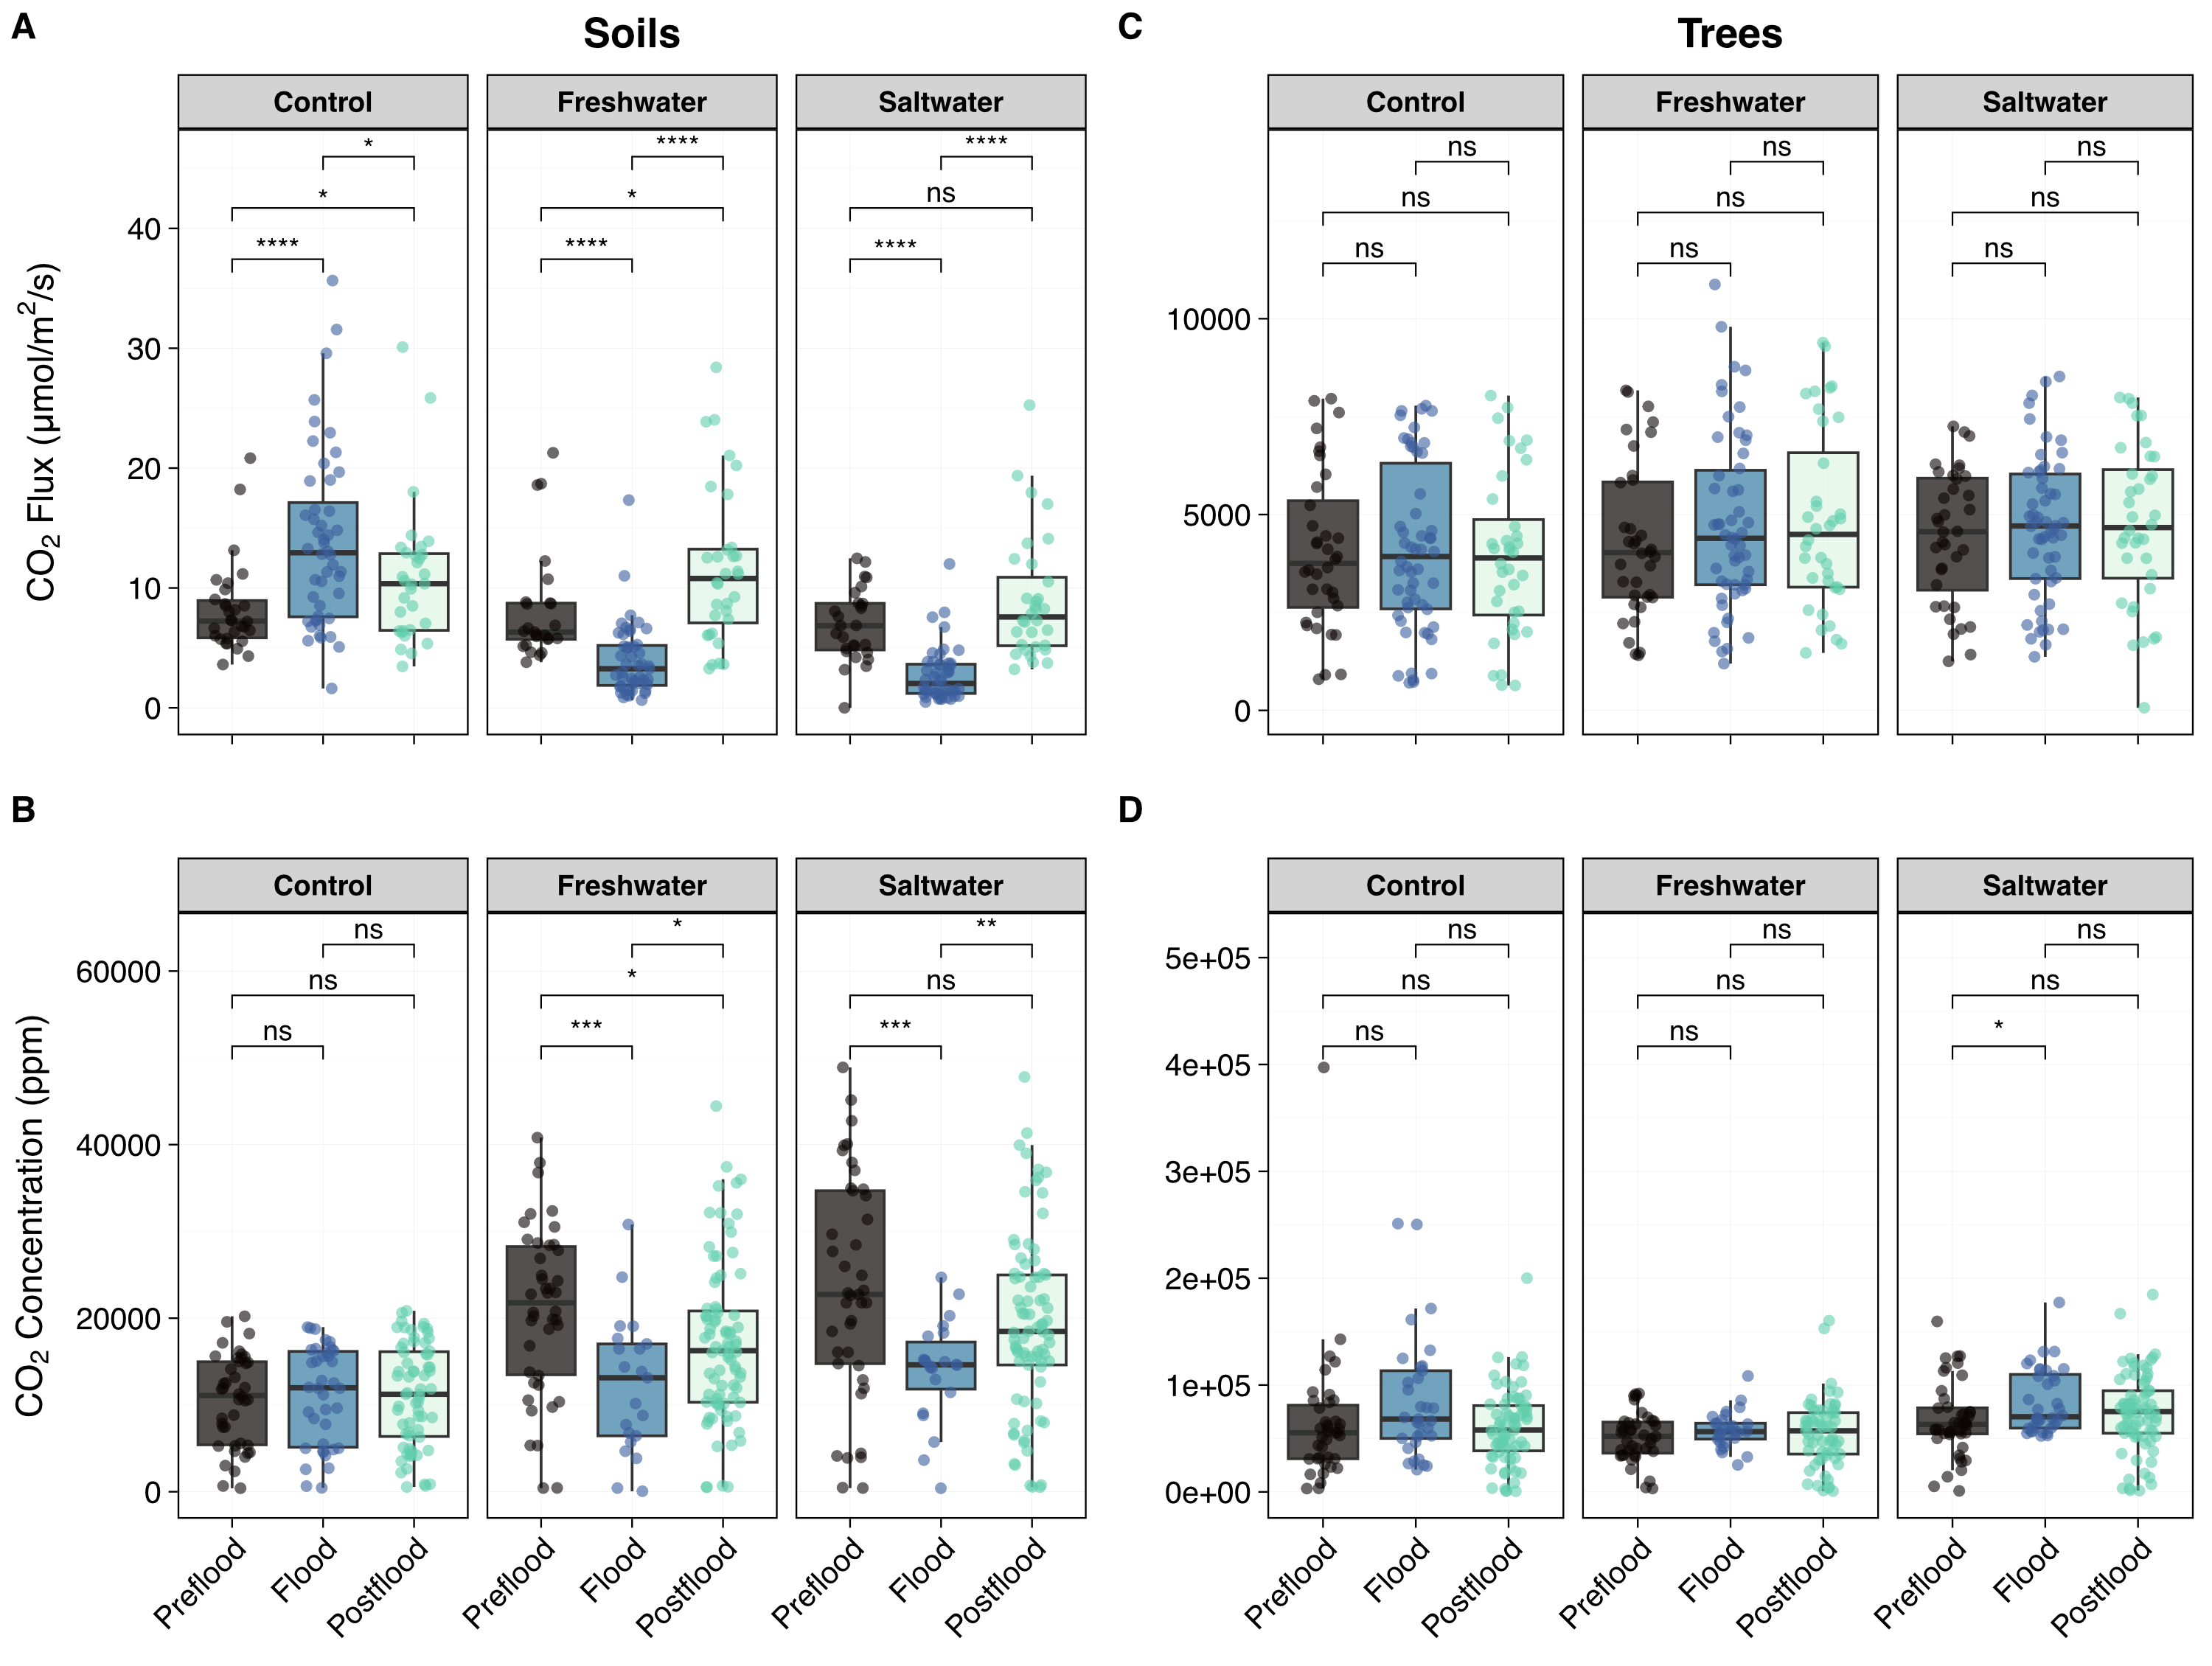 A
Soils
Control
Freshwater
Saltwater
CO2 Flux (µmol/m2/s)
40
30
20
10
0
*
*
****
****
*
****
****
ns
****
C
Trees
Control
Freshwater
Saltwater
10000
5000
0
ns
ns
ns
ns
ns
ns
ns
ns
ns
B
Control
Freshwater
Saltwater
CO2 Concentration (ppm)
60000
40000
20000
0
ns
ns
ns
*
*
***
**
ns
***
Preflood
Flood
Postflood
Preflood
Flood
Postflood
Preflood
Flood
Postflood
D
Control
Freshwater
Saltwater
5e+05
4e+05
3e+05
2e+05
1e+05
0e+00
ns
ns
ns
ns
ns
ns
ns
ns
*
Preflood
Flood
Postflood
Preflood
Flood
Postflood
Preflood
Flood
Postflood